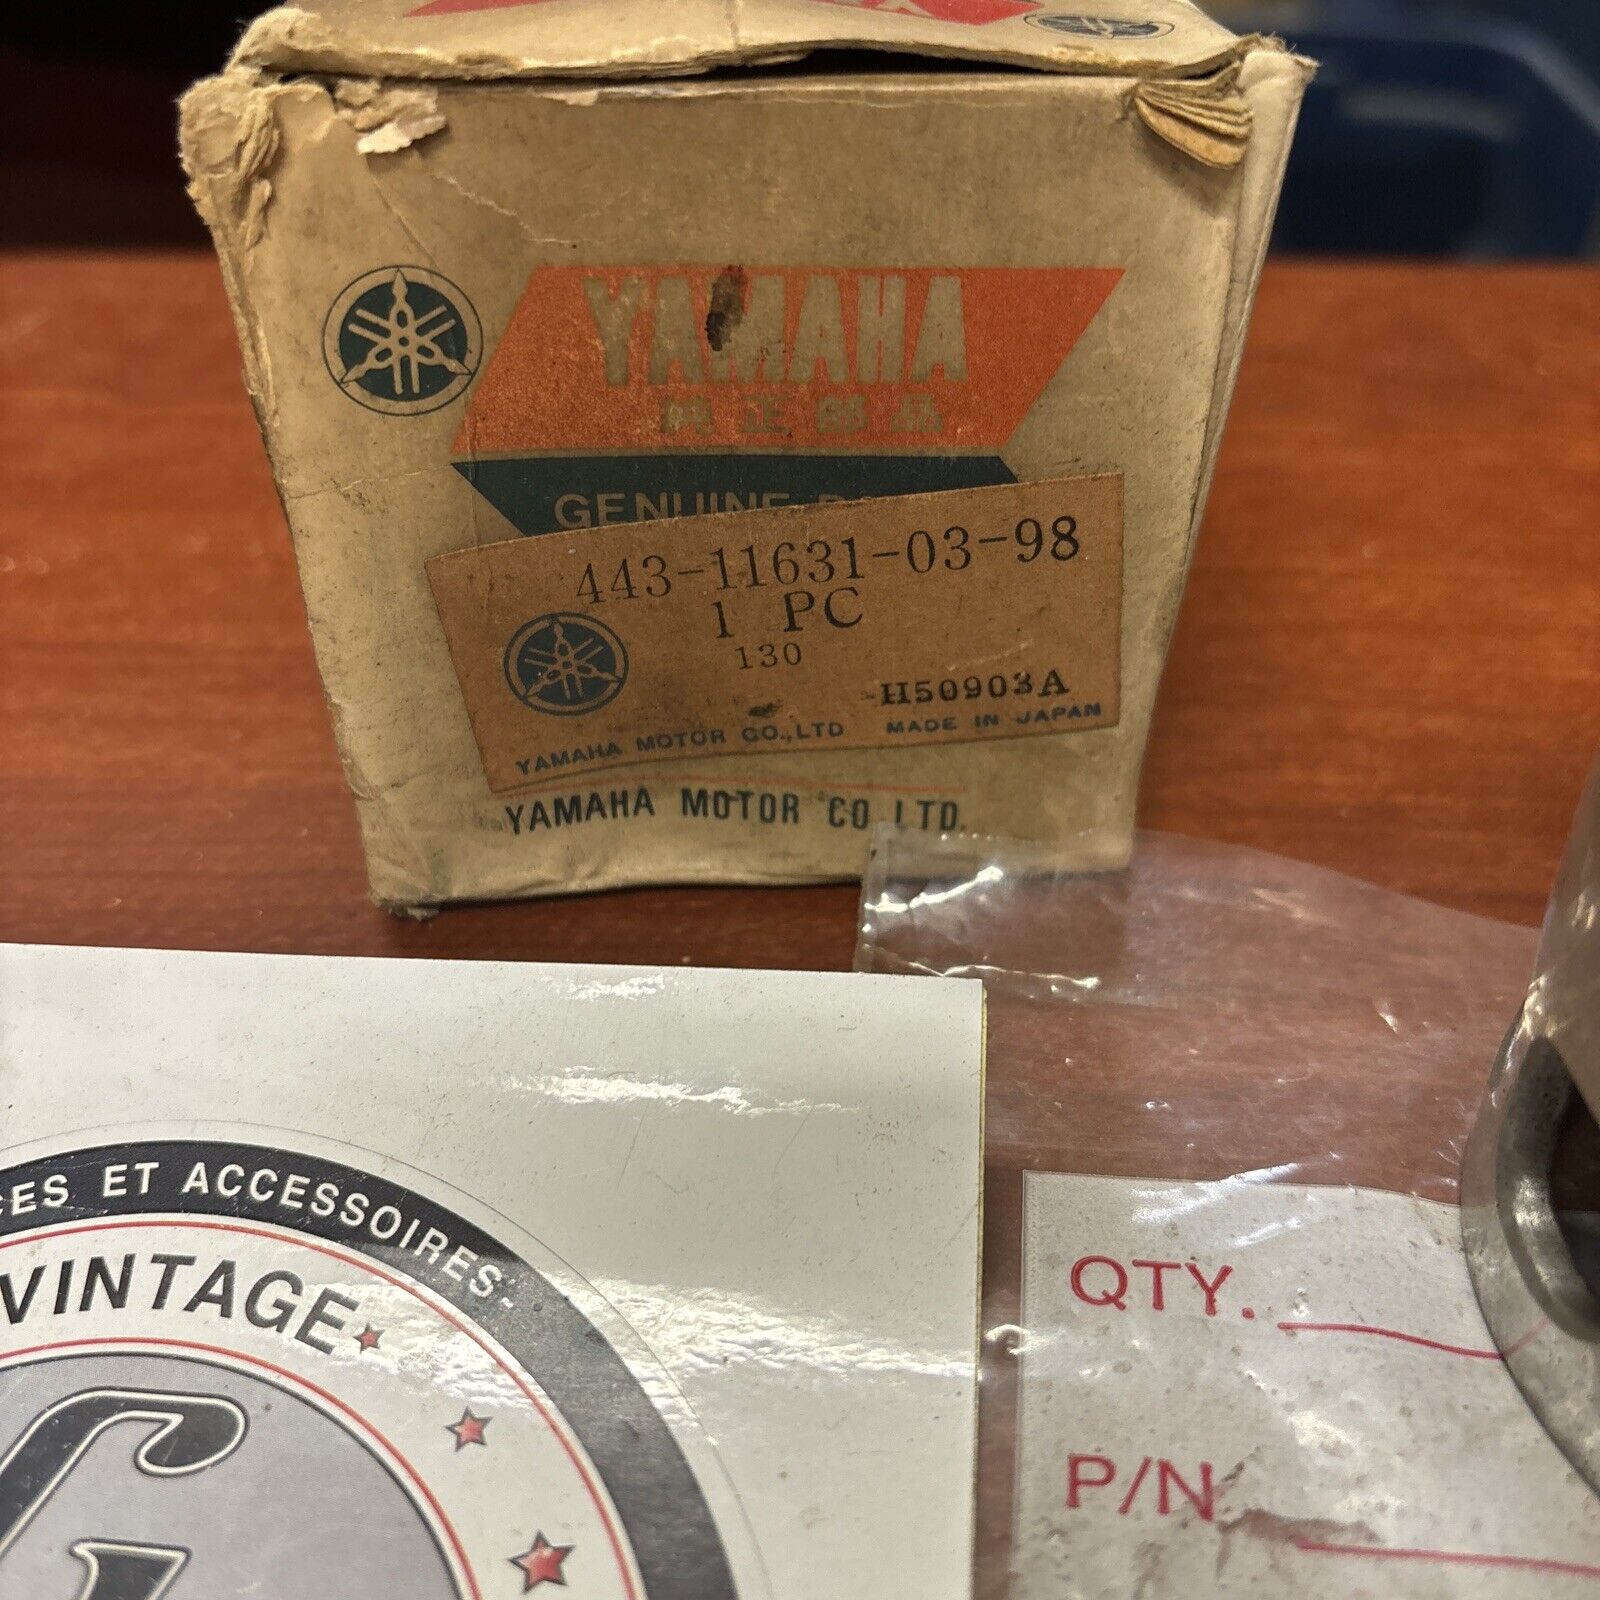 YAMAHA
純正部品
GENUINE
443-11631-03-98
1 PC
130
H50903A
YAMAHA MOTOR CO.,LTD MADE IN JAPAN
YAMAHA MOTOR CO.,LTD.
ET ACCESSOIRES
VINTAGE
QTY.
P/N